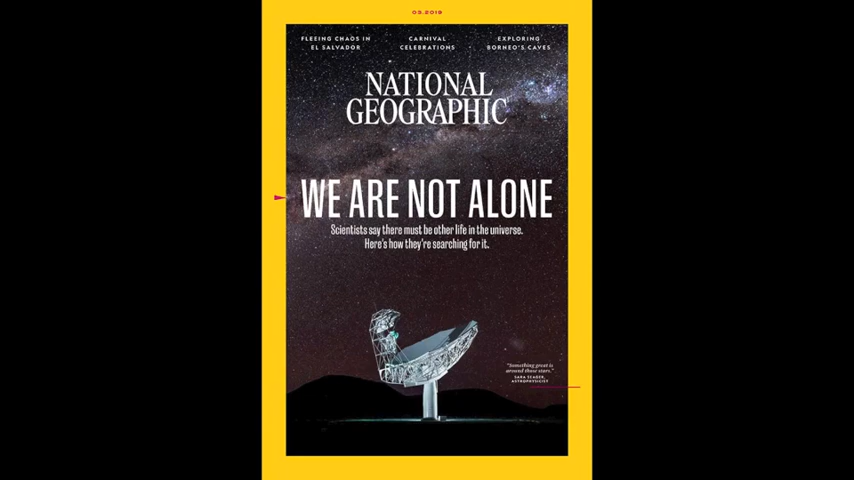 03.2019
FLEEING CHAOS IN
EL SALVADOR
CARNIVAL
CELEBRATIONS
EXPLORING
BORNEO'S CAVES
NATIONAL
GEOGRAPHIC
WE ARE NOT ALONE
Scientists say there must be other life in the universe.
Here's how they're searching for it.
"Something great is
around those stars."
SARA SEAGER,
ASTROPHYSICIST